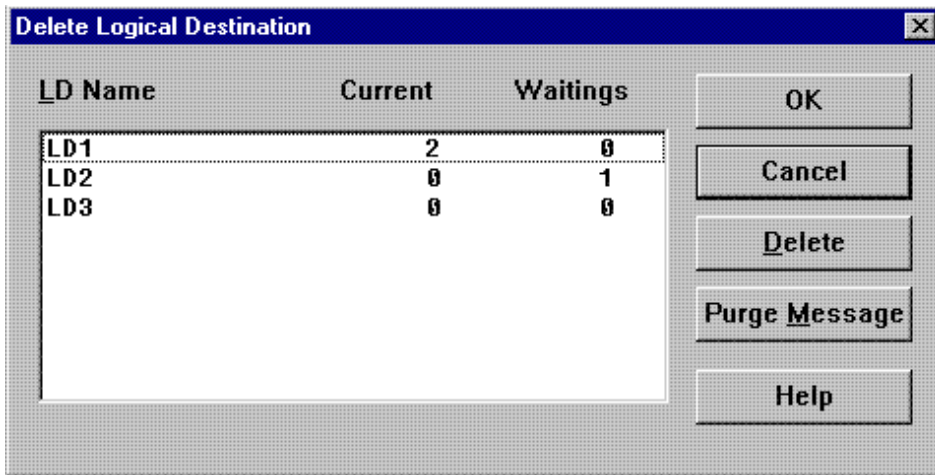 Delete Logical Destination
LD Name Current Waitings
LD1 2 0
LD2 0 1
LD3 0 0
OK
Cancel
Delete
Purge Message
Help